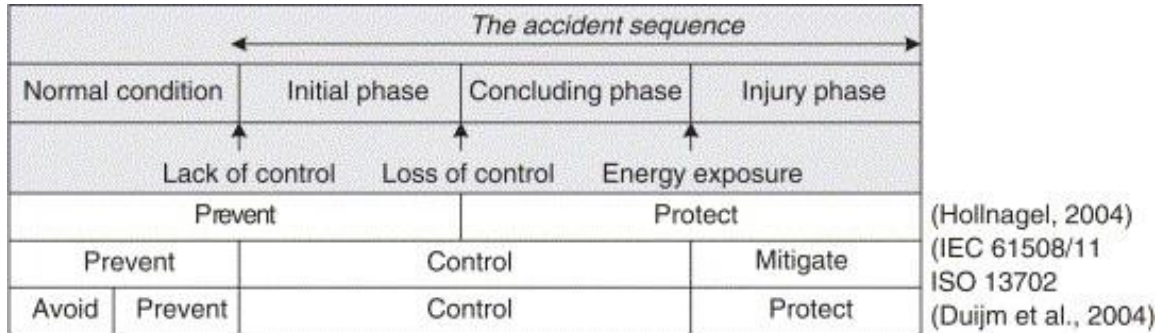 The accident sequence
Normal condition Initial phase Concluding phase Injury phase
Lack of control Loss of control Energy exposure
Prevent Protect (Hollnagel, 2004)
Prevent Control Mitigate (IEC 61508/11
ISO 13702
Avoid Prevent Control Protect (Duijm et al., 2004)